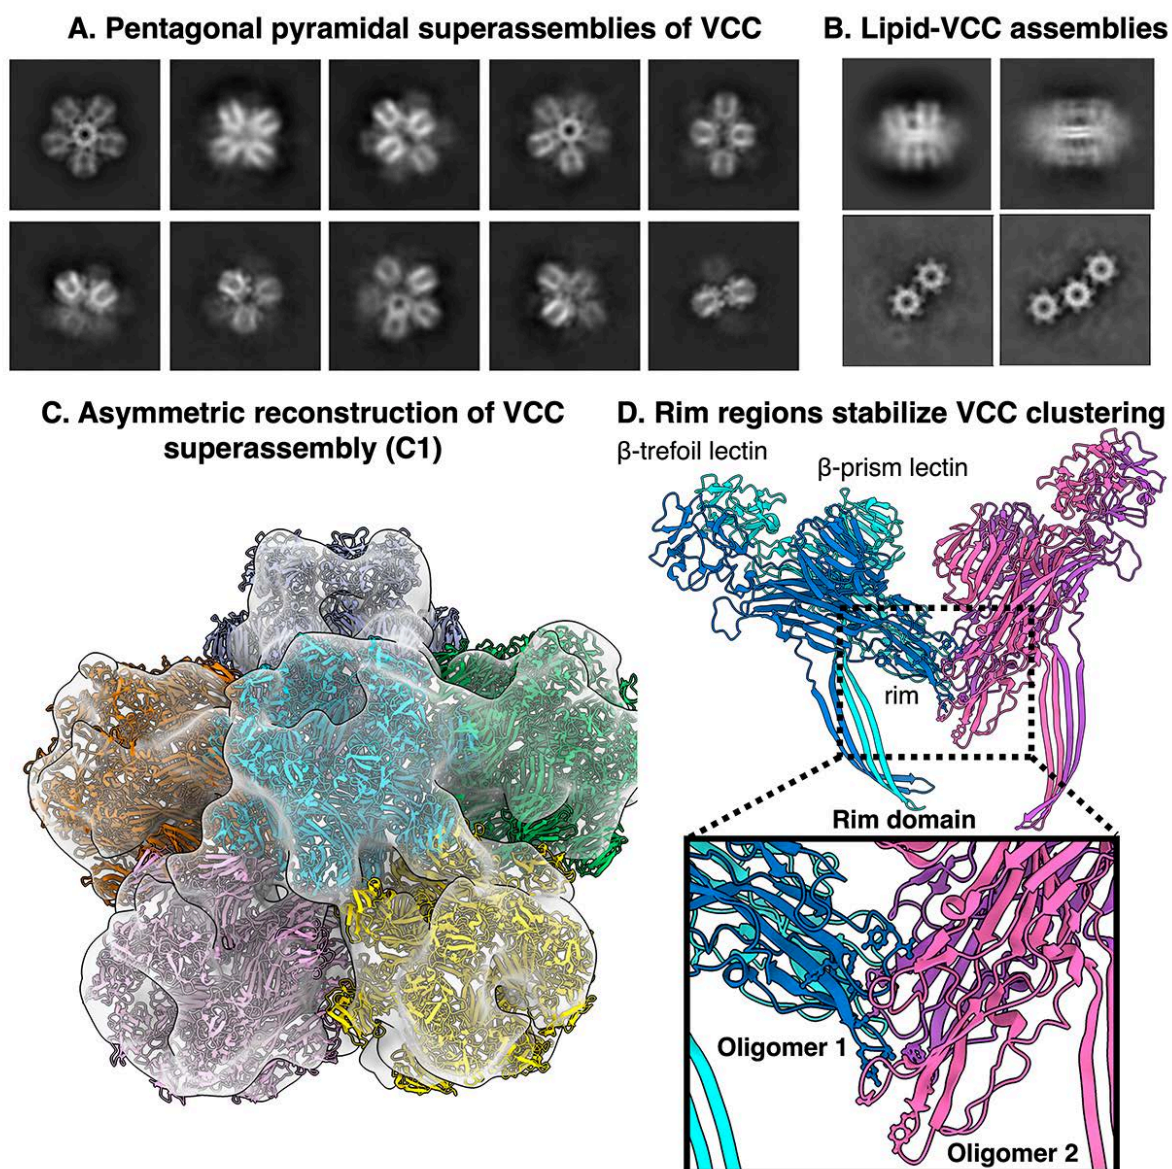 A. Pentagonal pyramidal superassemblies of VCC
B. Lipid-VCC assemblies
C. Asymmetric reconstruction of VCC
superassembly (C1)
D. Rim regions stabilize VCC clustering
β-trefoil lectin
β-prism lectin
rim
Rim domain
Oligomer 1
Oligomer 2